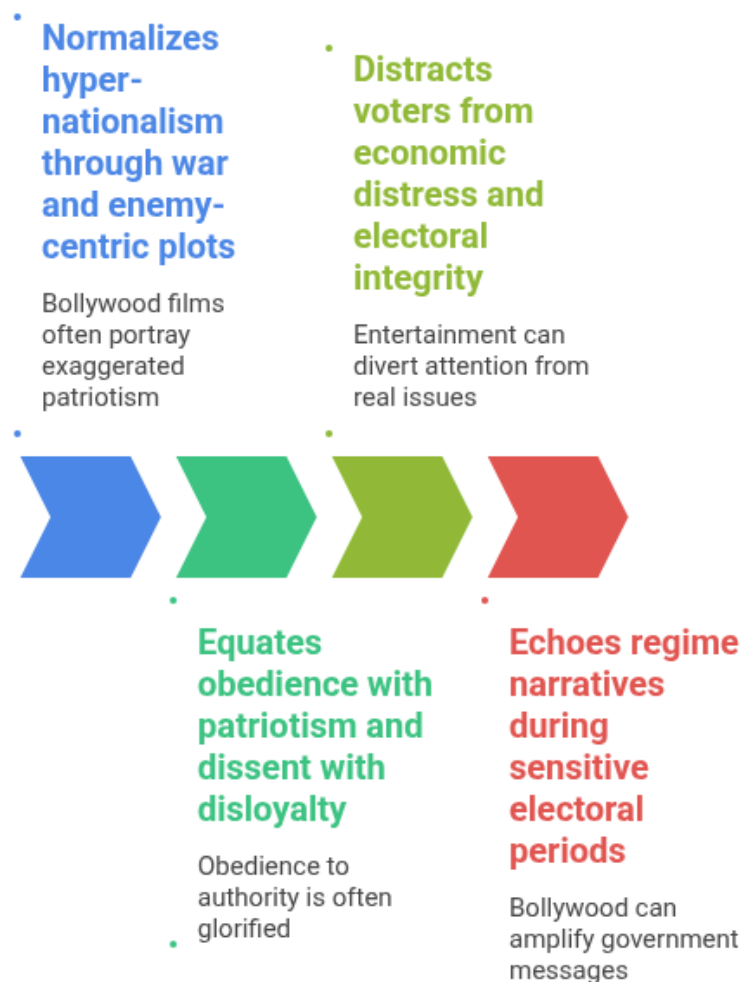 Normalizes
hyper-
nationalism
through war
and enemy-
centric plots
Bollywood films
often portray
exaggerated
patriotism
Distracts
voters from
economic
distress and
electoral
integrity
Entertainment can
divert attention from
real issues
Equates
obedience with
patriotism and
dissent with
disloyalty
Obedience to
authority is often
glorified
Echoes regime
narratives
during
sensitive
electoral
periods
Bollywood can
amplify government
messages